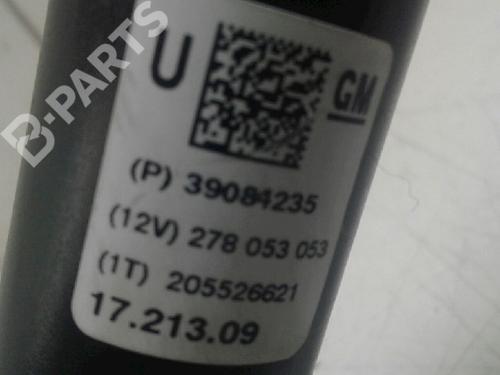 B-PARTS
U
GM
(P) 39084235
(12V) 278 053 053
(1T) 205526621
17.213.09